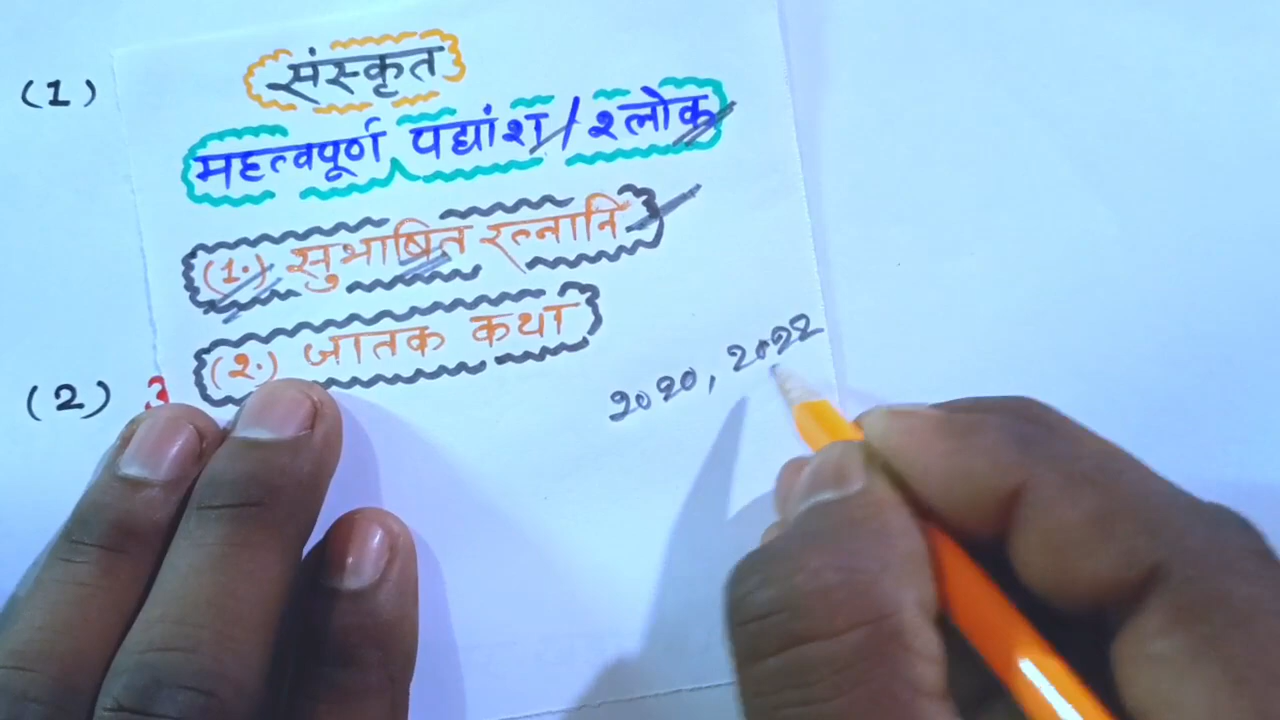 (1) संस्कृत
महत्वपूर्ण पद्यांश / श्लोक
(1.) सुभाषित रत्नानि
(2.) जातक कथा
2020, 2022
(2)